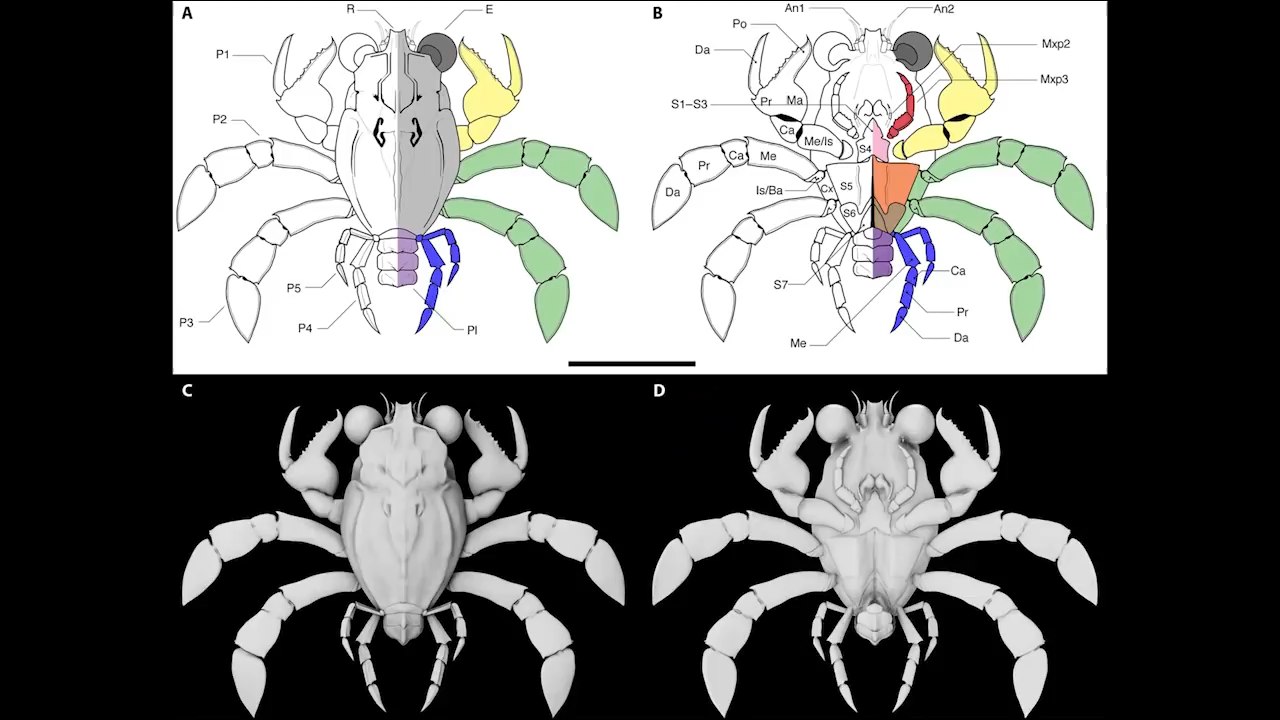 A
R
E
P1
P2
P3
P5
P4
Pl
B
An1
An2
Po
Da
Mxp2
Mxp3
S1–S3
Pr
Ma
Ca
Me/Is
S4
Pr
Ca
Me
Da
Is/Ba
Cx
S5
S6
S7
Ca
Pr
Me
Da
C
D